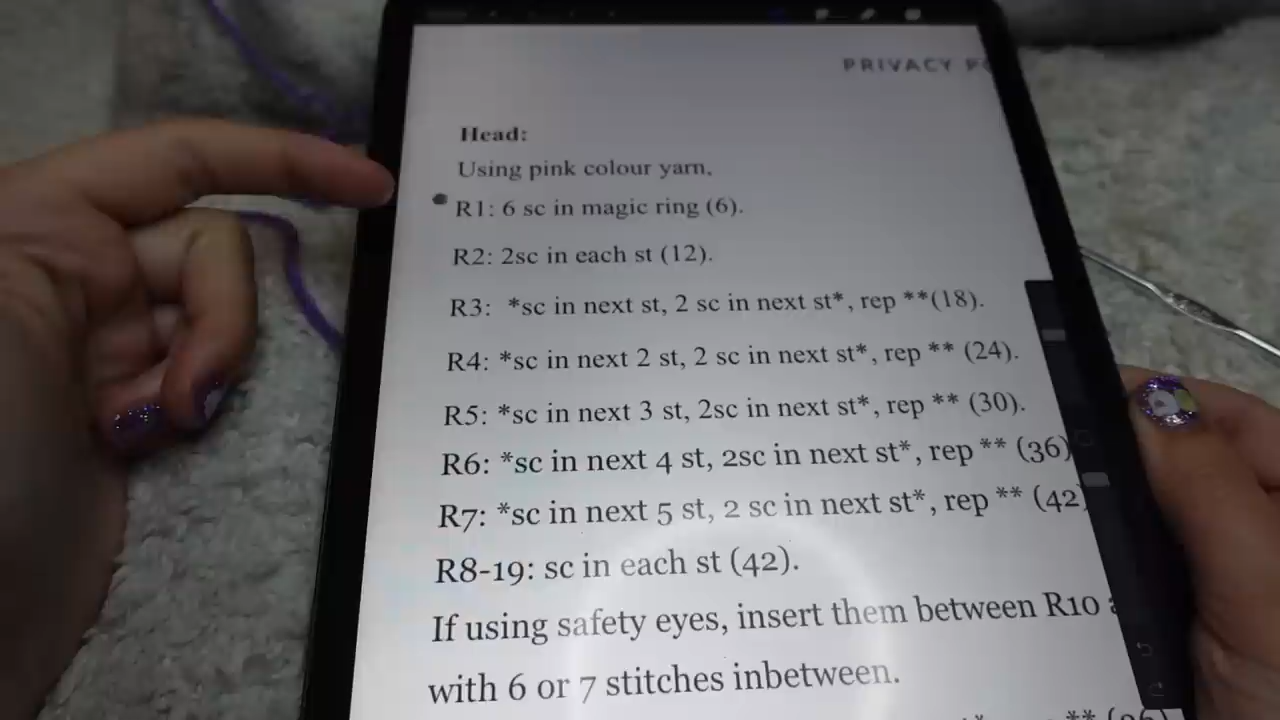 PRIVACY
Head:
Using pink colour yarn,
R1: 6 sc in magic ring (6).
R2: 2sc in each st (12).
R3: *sc in next st, 2 sc in next st*, rep **(18).
R4: *sc in next 2 st, 2 sc in next st*, rep ** (24).
R5: *sc in next 3 st, 2sc in next st*, rep ** (30).
R6: *sc in next 4 st, 2sc in next st*, rep ** (36)
R7: *sc in next 5 st, 2 sc in next st*, rep ** (42
R8-19: sc in each st (42).
If using safety eyes, insert them between R10
with 6 or 7 stitches inbetween.